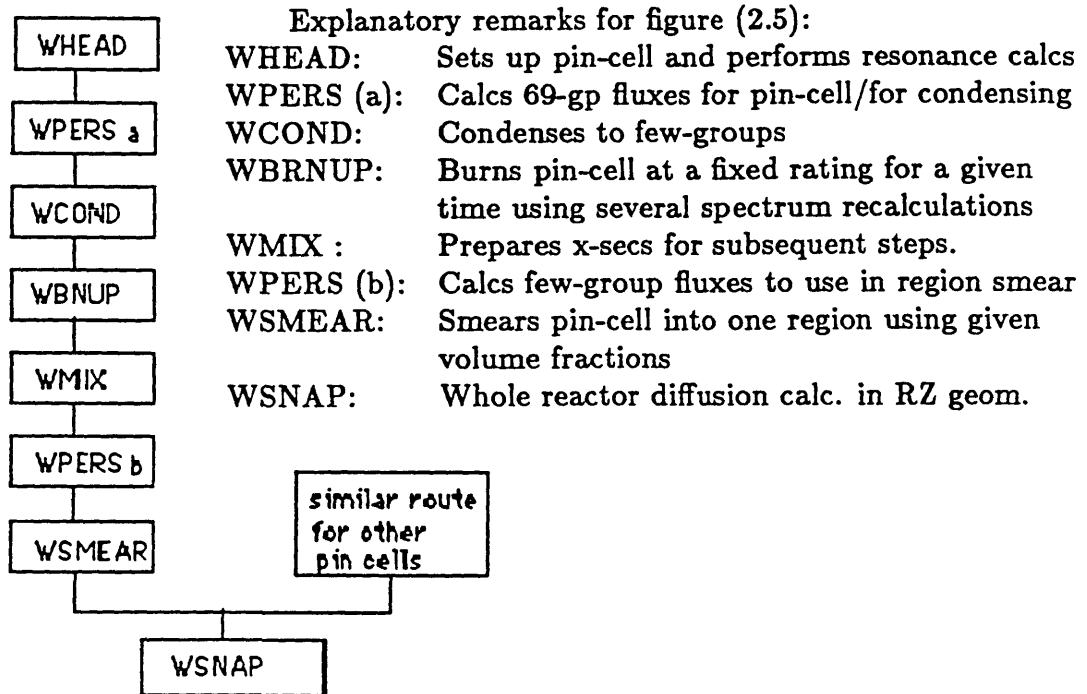 Explanatory remarks for figure (2.5):
WHEAD: Sets up pin-cell and performs resonance calcs
WPERS (a): Calcs 69-gp fluxes for pin-cell/for condensing
WCOND: Condenses to few-groups
WBRNUP: Burns pin-cell at a fixed rating for a given
time using several spectrum recalculations
WMIX : Prepares x-secs for subsequent steps.
WPERS (b): Calcs few-group fluxes to use in region smear
WSMEAR: Smears pin-cell into one region using given
volume fractions
WSNAP: Whole reactor diffusion calc. in RZ geom.
WHEAD
WPERS a
WCOND
WBNUP
WMIX
WPERS b
WSMEAR
similar route
for other
pin cells
WSNAP